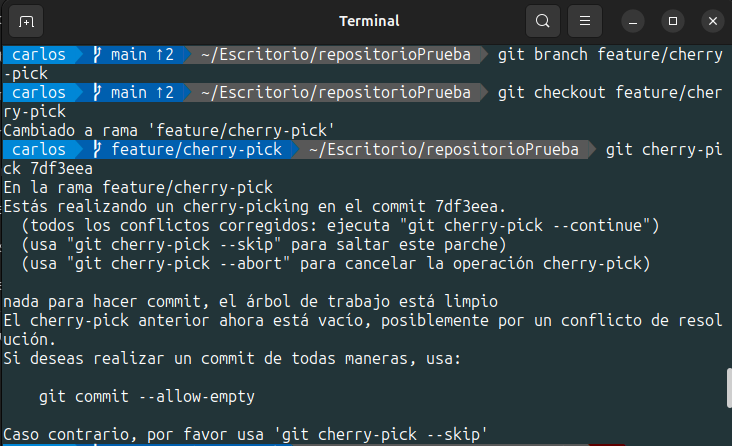 Terminal
carlos main ↑2 ~/Escritorio/repositorioPrueba git branch feature/cherry
-pick
carlos main ↑2 ~/Escritorio/repositorioPrueba git checkout feature/cher
ry-pick
Cambiado a rama 'feature/cherry-pick'
carlos feature/cherry-pick ~/Escritorio/repositorioPrueba git cherry-pi
ck 7df3eea
En la rama feature/cherry-pick
Estás realizando un cherry-picking en el commit 7df3eea.
  (todos los conflictos corregidos: ejecuta "git cherry-pick --continue")
  (usa "git cherry-pick --skip" para saltar este parche)
  (usa "git cherry-pick --abort" para cancelar la operación cherry-pick)
nada para hacer commit, el árbol de trabajo está limpio
El cherry-pick anterior ahora está vacío, posiblemente por un conflicto de resol
ución.
Si deseas realizar un commit de todas maneras, usa:
    git commit --allow-empty
Caso contrario, por favor usa 'git cherry-pick --skip'